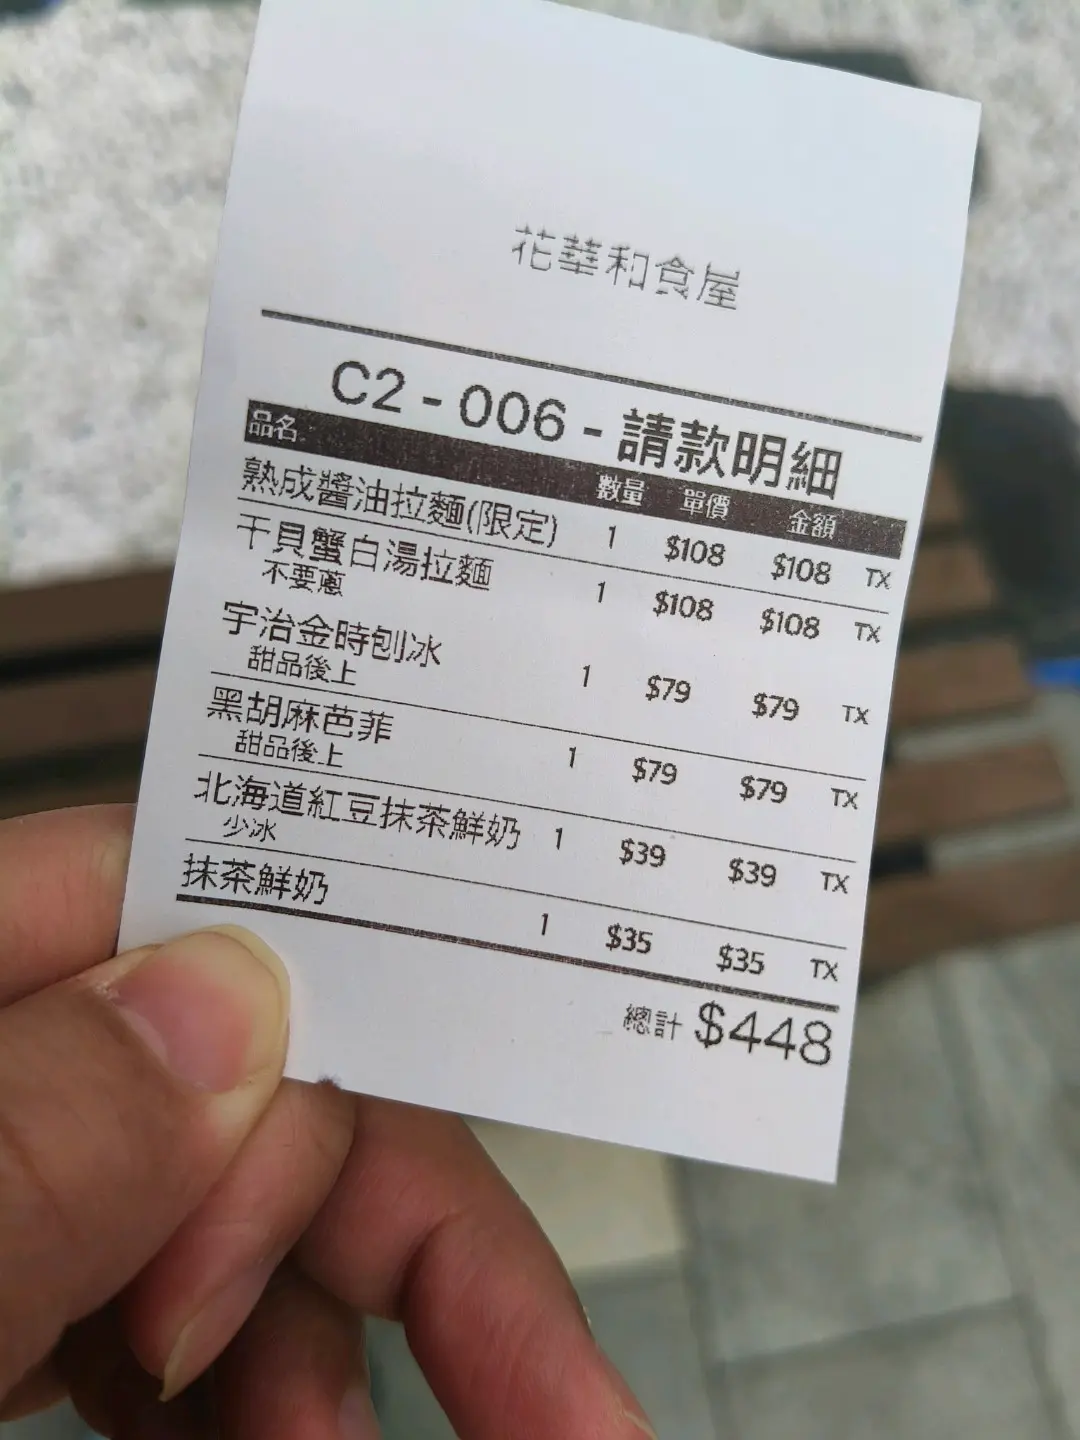 花華和食屋
C2 - 006 - 請款明細
品名 數量 單價 金額
熟成醬油拉麵(限定) 1 $108 $108 TX
干貝蟹白湯拉麵 1 $108 $108 TX
不要蔥
宇治金時刨冰 1 $79 $79 TX
甜品後上
黑胡麻芭菲 1 $79 $79 TX
甜品後上
北海道紅豆抹茶鮮奶 1 $39 $39 TX
少冰
抹茶鮮奶 1 $35 $35 TX
總計 $448